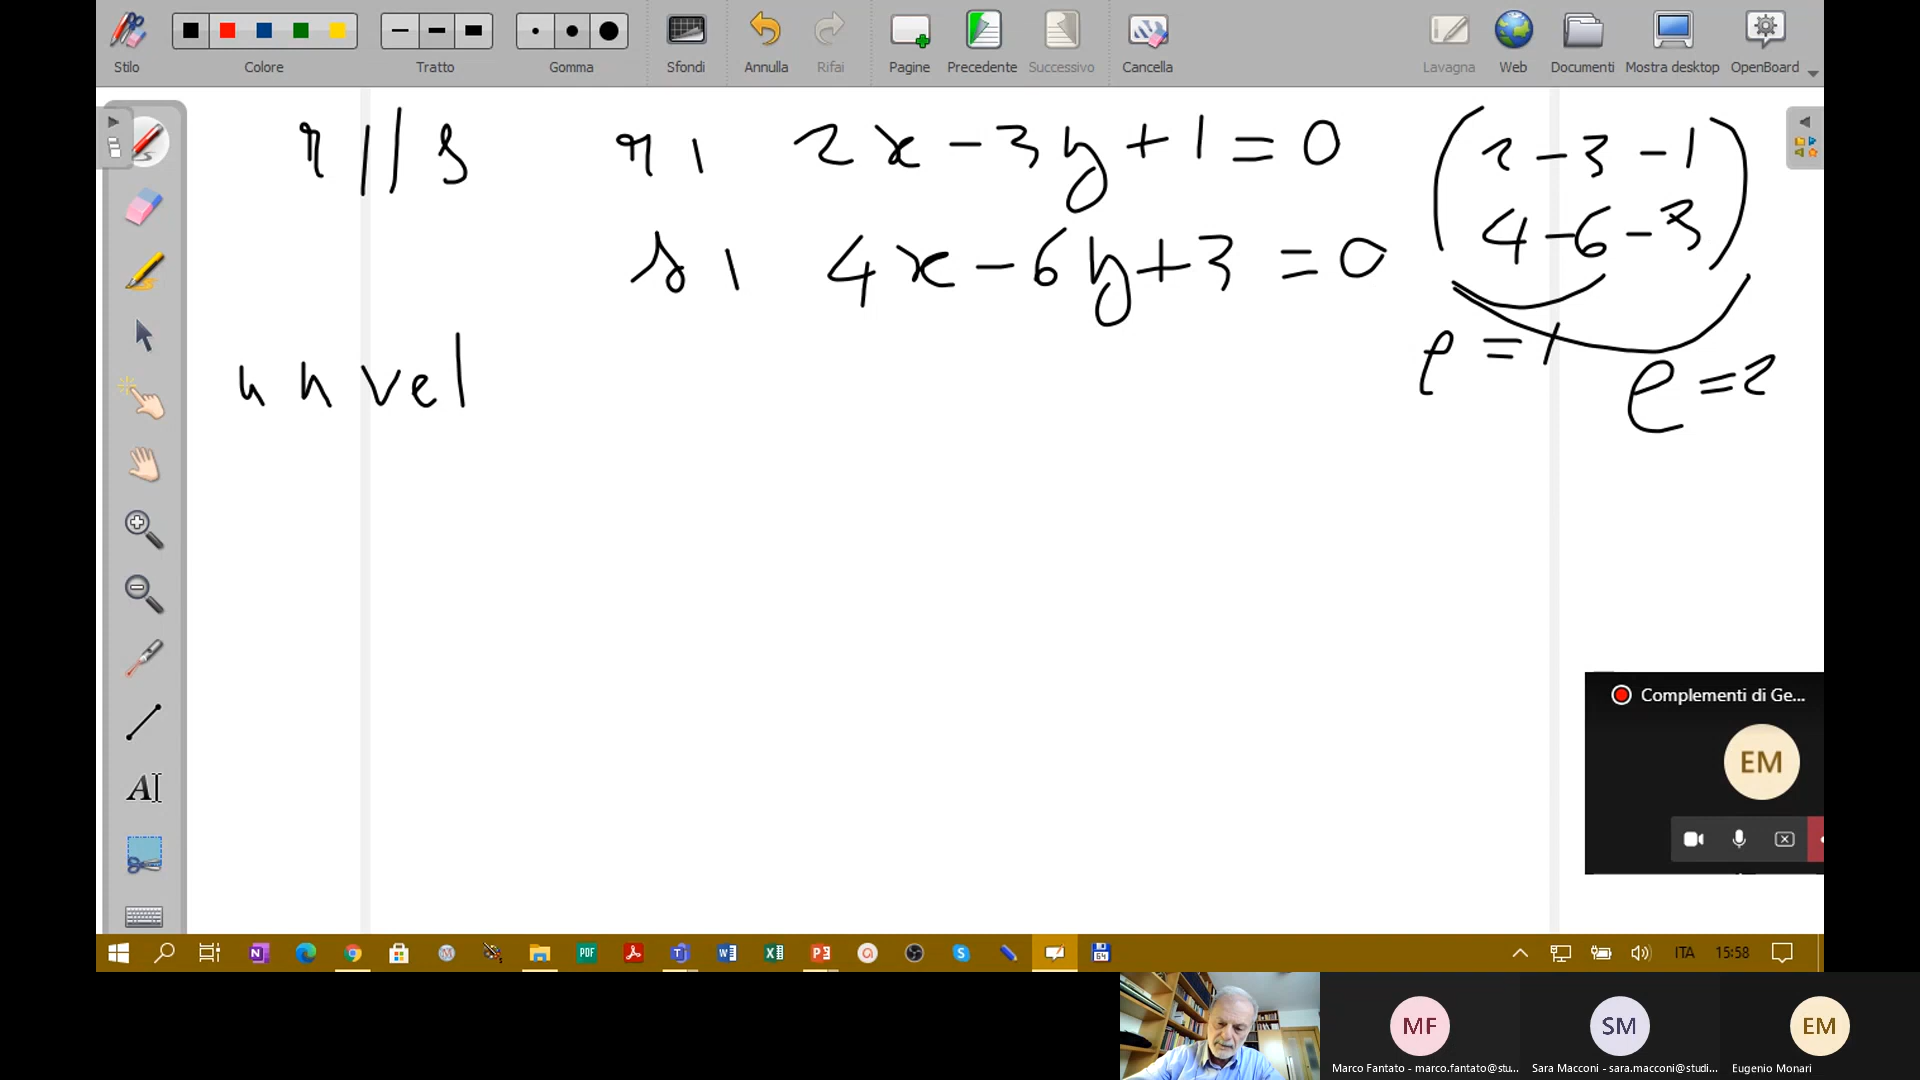 Stilo Colore Tratto Gomma Sfondi Annulla Rifai Pagine Precedente Successivo Cancella Lavagna Web Documenti Mostra desktop OpenBoard
r // s r: 2x - 3y + 1 = 0 ( 2 - 3 - 1
s: 4x - 6y + 3 = 0 4 - 6 - 3 )
ρ = 1 ρ = 2
vel
Complementi di Ge...
EM
ITA 15:58
MF SM EM
Marco Fantato - marco.fantato@stu... Sara Macconi - sara.macconi@studi... Eugenio Monari